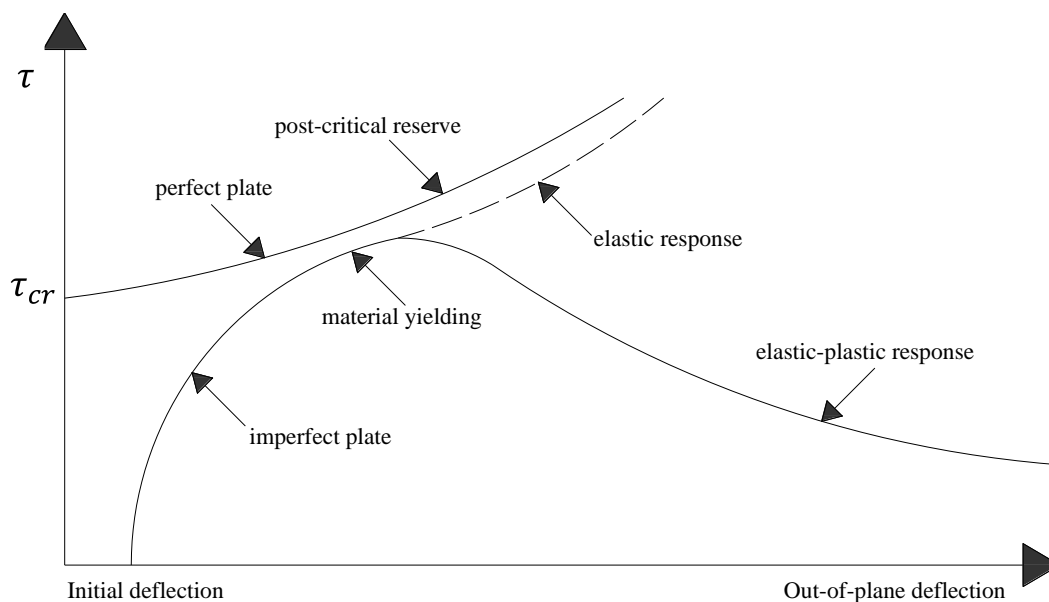 τ
post-critical reserve
perfect plate
elastic response
τcr
material yielding
elastic-plastic response
imperfect plate
Initial deflection
Out-of-plane deflection